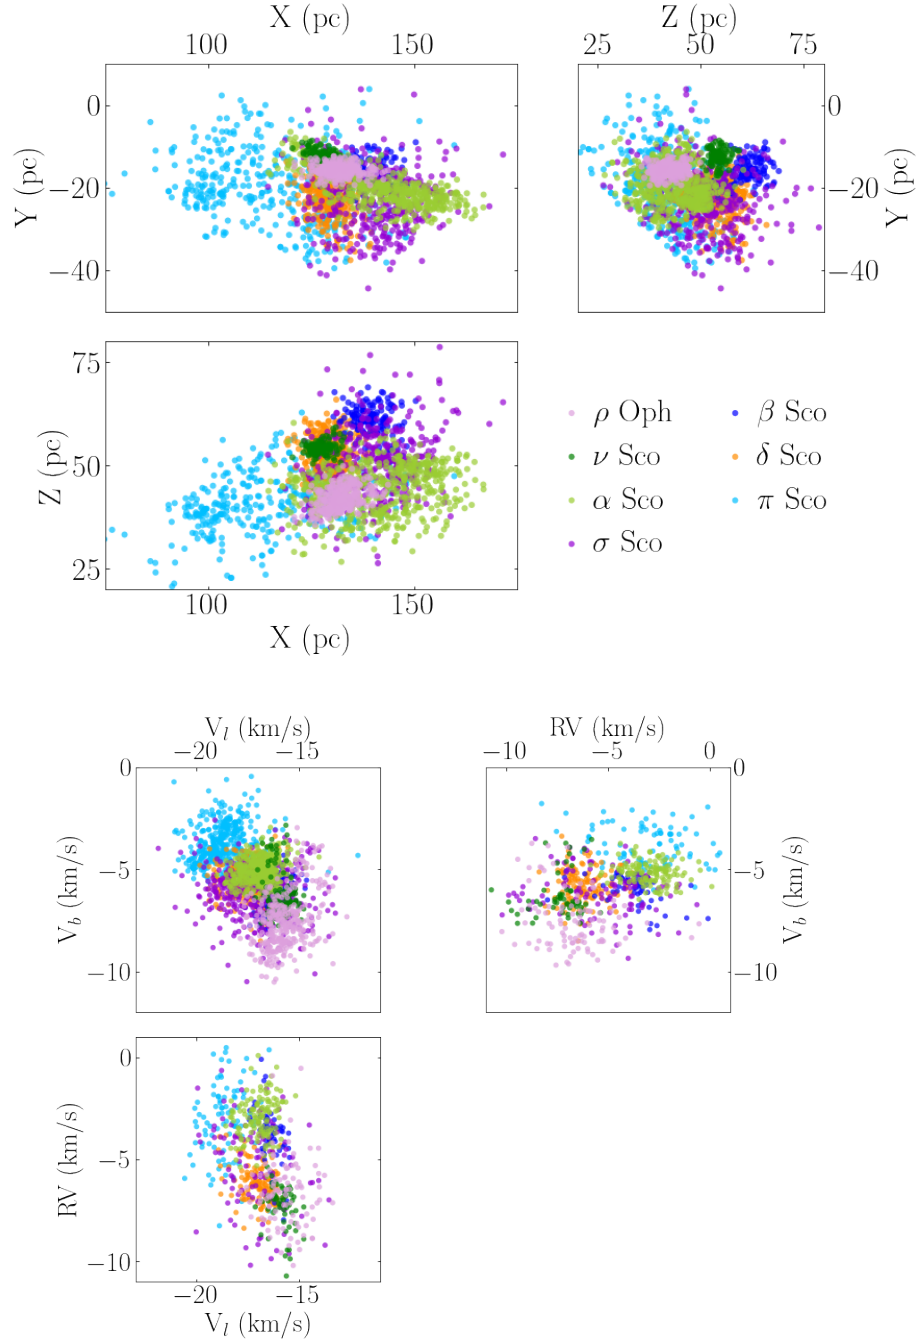 X (pc) Z (pc)
100 150 25 50 75
0 0
−20 −20
−40 −40
Y (pc) Y (pc)
75
50
25
Z (pc)
100 150
X (pc)
ρ Oph β Sco
ν Sco δ Sco
α Sco π Sco
σ Sco
V_l (km/s) RV (km/s)
−20 −15 −10 −5 0
0 0
−5 −5
−10 −10
V_b (km/s) V_b (km/s)
0
−5
−10
RV (km/s)
−20 −15
V_l (km/s)